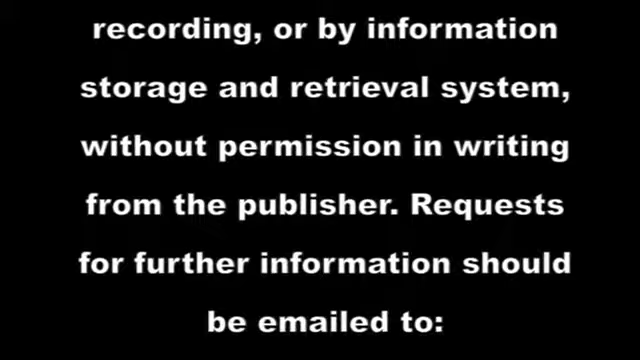 recording, or by information
storage and retrieval system,
without permission in writing
from the publisher. Requests
for further information should
be emailed to: